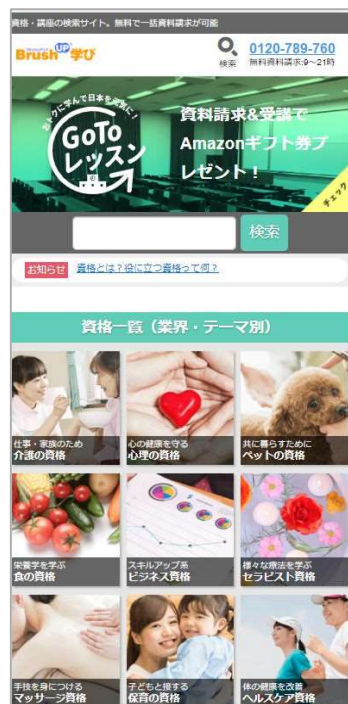 資格・講座の検索サイト。無料で一括資料請求が可能
BrushUP学び
検索
0120-789-760
無料資料請求:9～21時
おトクに学んで日本を元気に！
GoTo
レッスン
資料請求&受講で
Amazonギフト券プ
レゼント！
チェック
検索
お知らせ 資格とは？役に立つ資格って何？
資格一覧（業界・テーマ別）
仕事・家族のため
介護の資格
心の健康を守る
心理の資格
共に暮らすために
ペットの資格
栄養学を学ぶ
食の資格
スキルアップ系
ビジネス資格
様々な療法を学ぶ
セラピスト資格
手技を身につける
マッサージ資格
子どもと接する
保育の資格
体の健康を改善
ヘルスケア資格